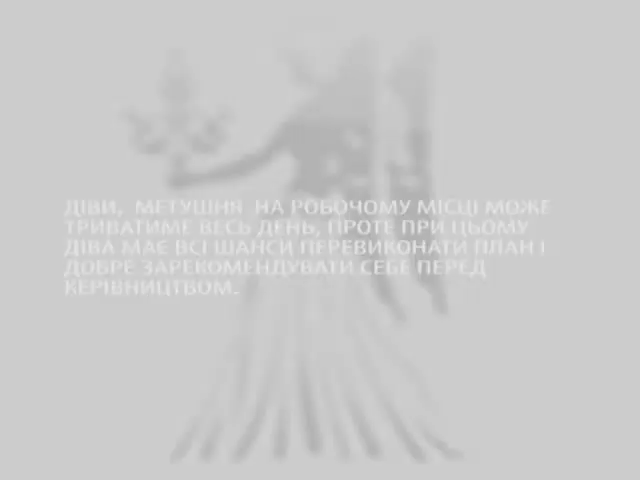 ДІВИ, МЕТУШНЯ НА РОБОЧОМУ МІСЦІ МОЖЕ
ТРИВАТИМЕ ВЕСЬ ДЕНЬ, ПРОТЕ ПРИ ЦЬОМУ
ДІВА МАЄ ВСІ ШАНСИ ПЕРЕВИКОНАТИ ПЛАН І
ДОБРЕ ЗАРЕКОМЕНДУВАТИ СЕБЕ ПЕРЕД
КЕРІВНИЦТВОМ.